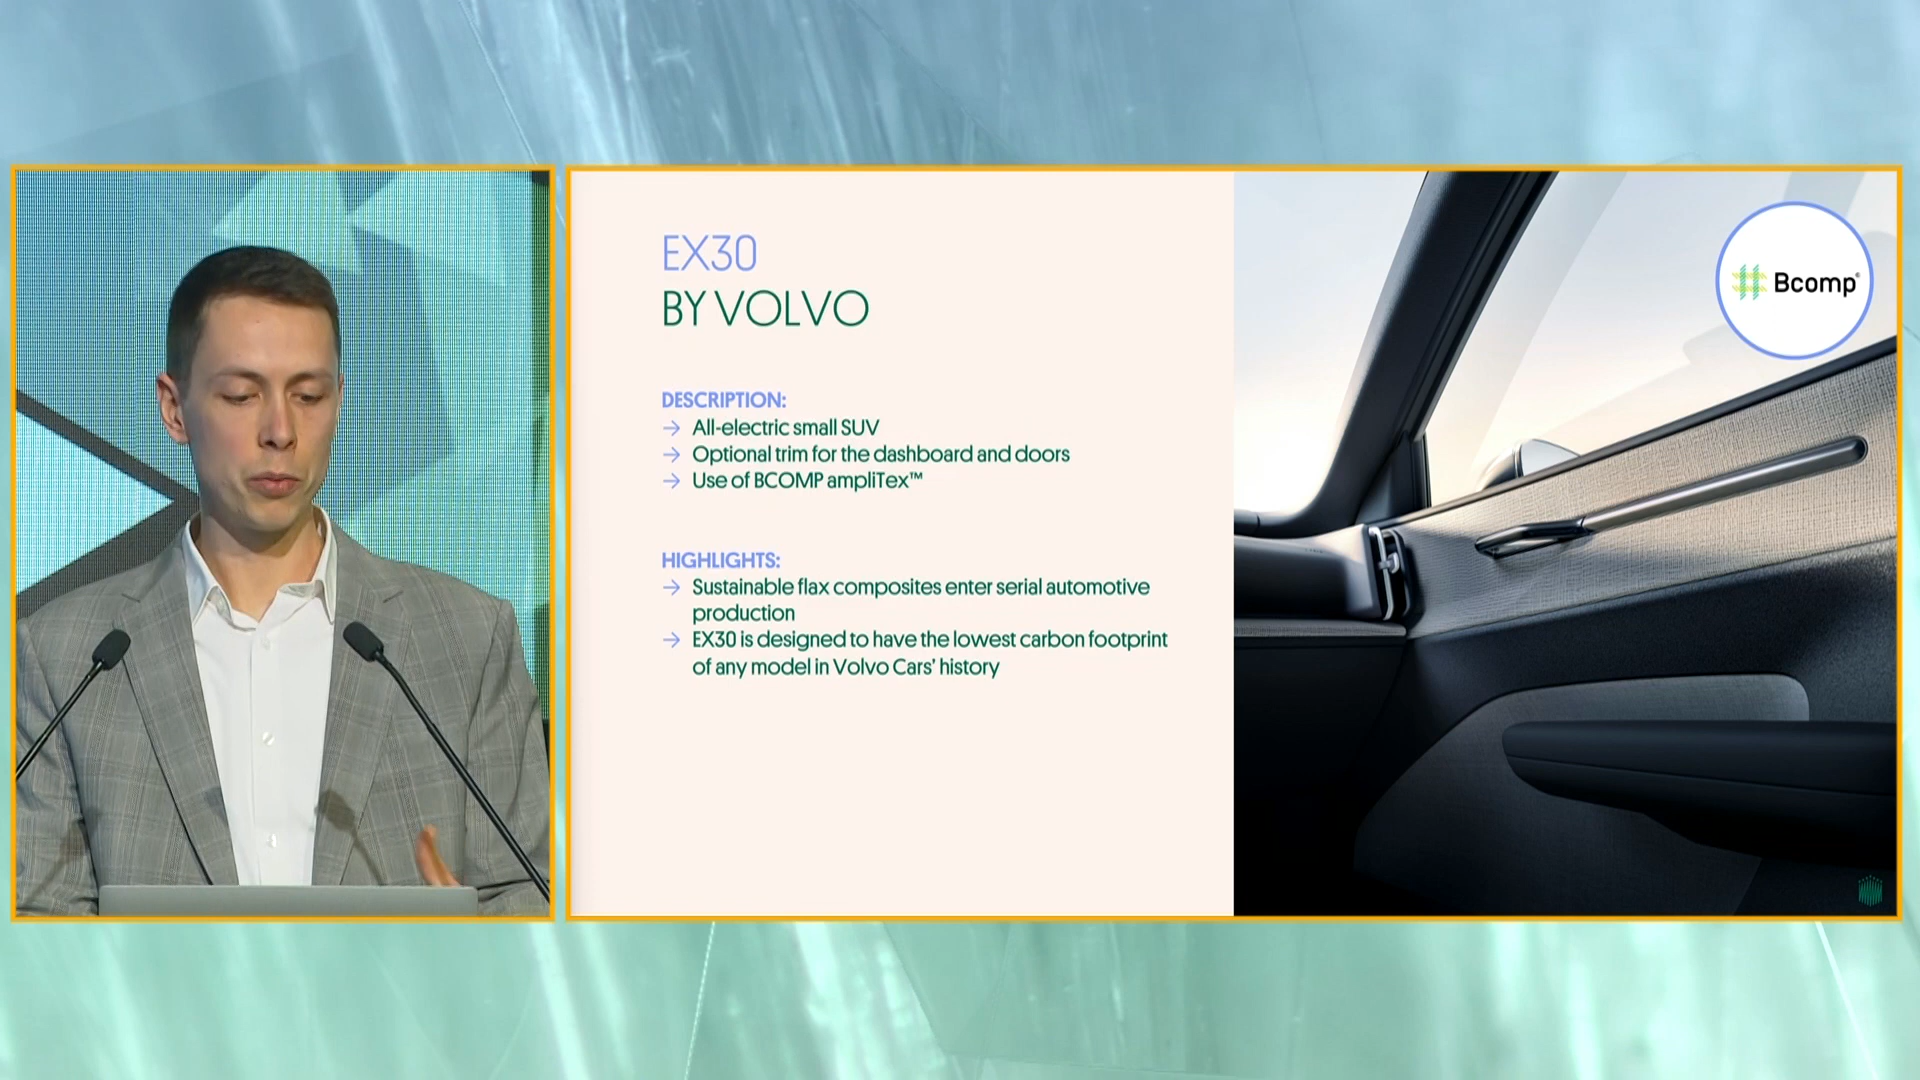 EX30
BY VOLVO
DESCRIPTION:
→ All-electric small SUV
→ Optional trim for the dashboard and doors
→ Use of BCOMP ampliTex™
HIGHLIGHTS:
→ Sustainable flax composites enter serial automotive
production
→ EX30 is designed to have the lowest carbon footprint
of any model in Volvo Cars’ history
Bcomp®